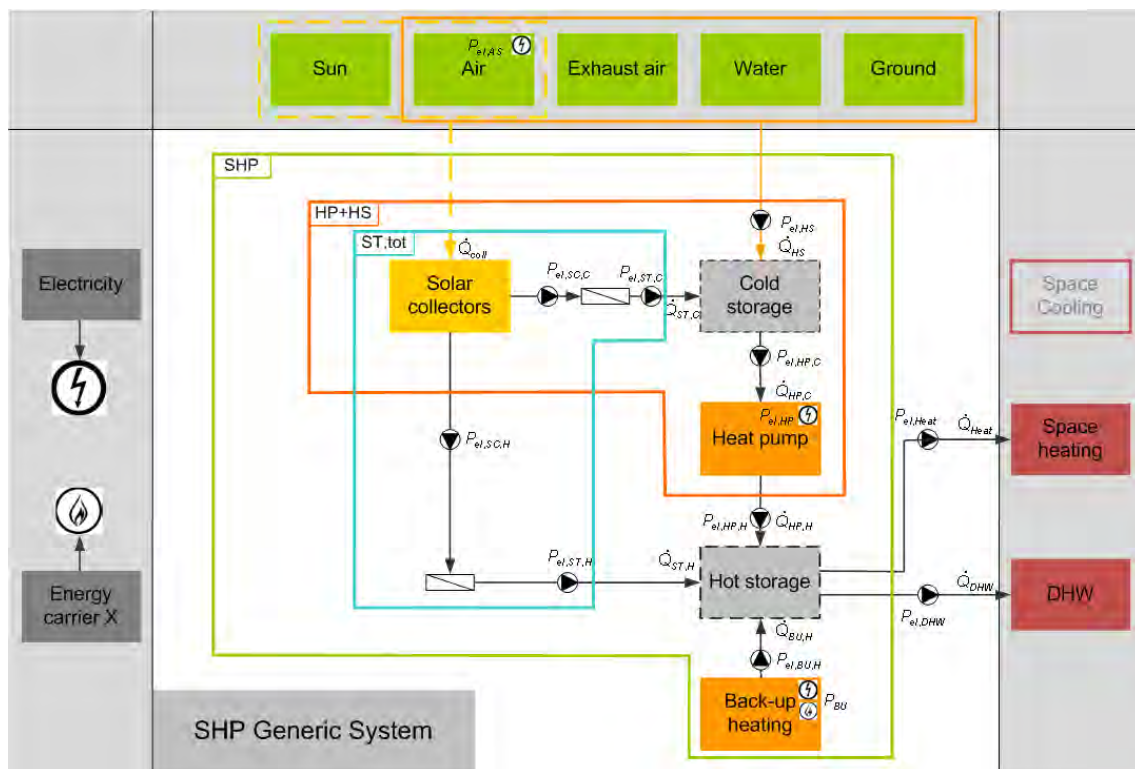 P_el,AS
Sun
Air
Exhaust air
Water
Ground
SHP
HP+HS
P_el,HS
ST,tot
Q̇_coll
Q̇_HS
Electricity
Solar
collectors
P_el,SC,C
P_el,ST,C
Q̇_ST,C
Cold
storage
Space
Cooling
P_el,HP,C
Q̇_HP,C
P_el,HP
Heat pump
P_el,Heat
Q̇_Heat
Space
heating
P_el,SC,H
P_el,HP,H
Q̇_HP,H
P_el,ST,H
Q̇_ST,H
Hot storage
Q̇_DHW
P_el,DHW
DHW
Energy
carrier X
Q̇_BU,H
P_el,BU,H
Back-up
heating
P_BU
SHP Generic System